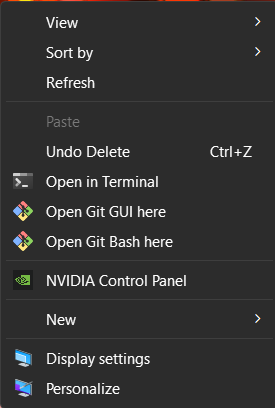 View
Sort by
Refresh
Paste
Undo Delete Ctrl+Z
Open in Terminal
Open Git GUI here
Open Git Bash here
NVIDIA Control Panel
New
Display settings
Personalize